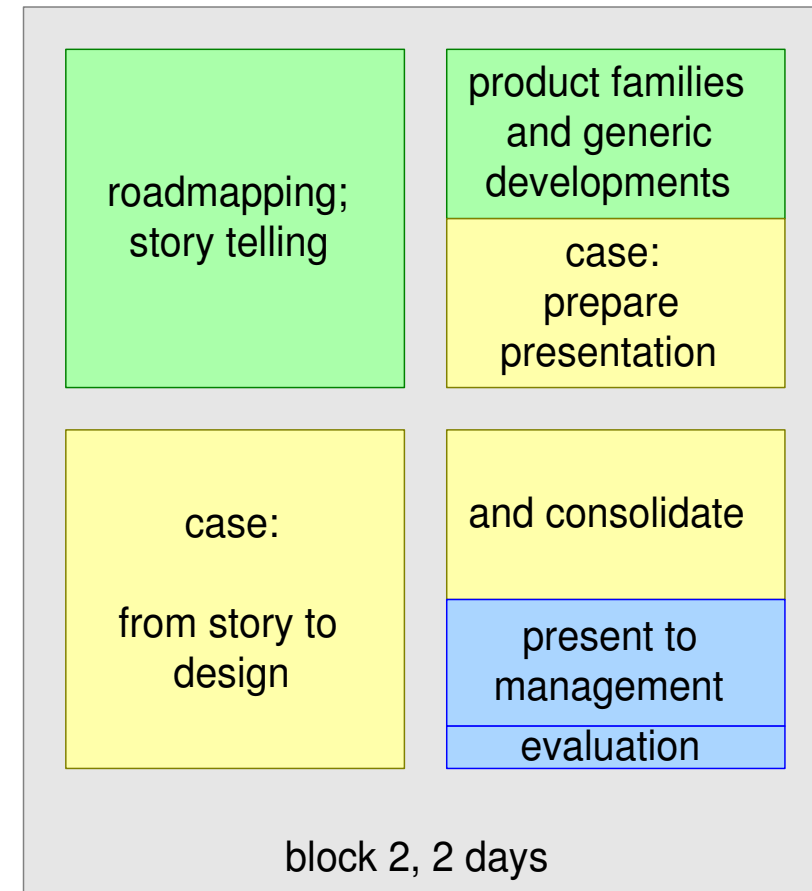 roadmapping;
story telling
case:
from story to
design
product families
and generic
developments
case:
prepare
presentation
and consolidate
present to
management
evaluation
block 2, 2 days